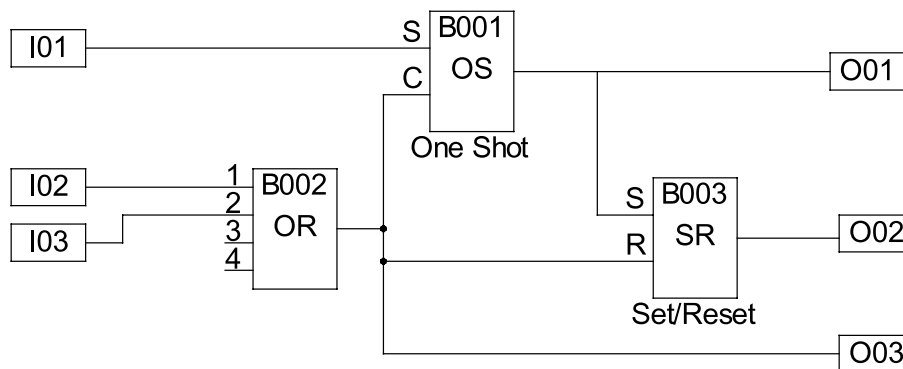 I01
S
B001
OS
C
One Shot
O01
I02
I03
1
2
3
4
B002
OR
S
R
B003
SR
Set/Reset
O02
O03